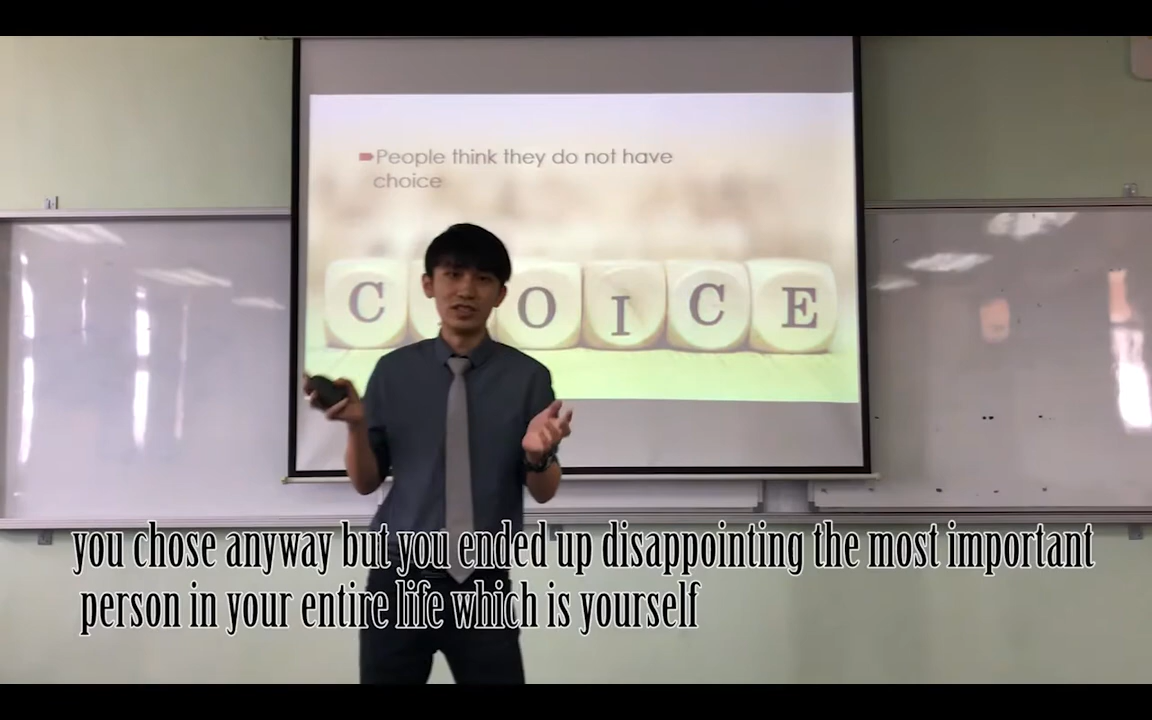 People think they do not have
choice
C OICE
you chose anyway but you ended up disappointing the most important
person in your entire life which is yourself